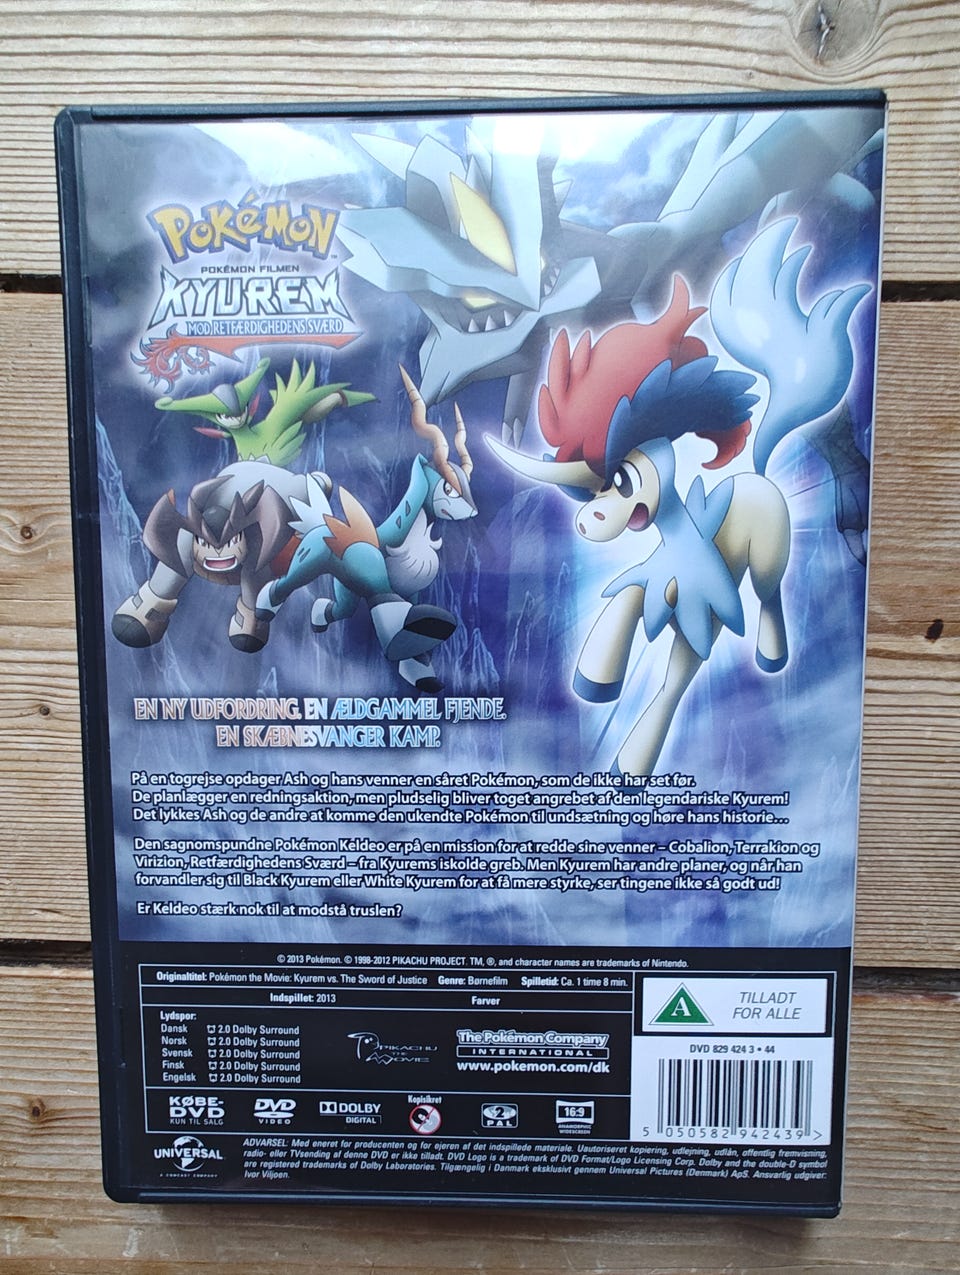 POKÉMON
TM
POKÉMON FILMEN
KYUREM
MOD RETFÆRDIGHEDENS SVÆRD
EN NY UDFORDRING. EN ÆLDGAMMEL FJENDE.
EN SKÆBNESVANGER KAMP.
På en togrejse opdager Ash og hans venner en såret Pokémon, som de ikke har set før.
De planlægger en redningsaktion, men pludselig bliver toget angrebet af den legendariske Kyurem!
Det lykkes Ash og de andre at komme den ukendte Pokémon til undsætning og høre hans historie...
Den sagnomspundne Pokémon Keldeo er på en mission for at redde sine venner – Cobalion, Terrakion og
Virizion, Retfærdighedens Sværd – fra Kyurems iskolde greb. Men Kyurem har andre planer, og når han
forvandler sig til Black Kyurem eller White Kyurem for at få mere styrke, ser tingene ikke så godt ud!
Er Keldeo stærk nok til at modstå truslen?
© 2013 Pokémon. © 1998-2012 PIKACHU PROJECT. TM, ®, and character names are trademarks of Nintendo.
Originaltitel: Pokémon the Movie: Kyurem vs. The Sword of Justice Genre: Børnefilm Spilletid: Ca. 1 time 8 min.
Indspillet: 2013 Farver
Lydspor:
Dansk 2.0 Dolby Surround
Norsk 2.0 Dolby Surround
Svensk 2.0 Dolby Surround
Finsk 2.0 Dolby Surround
Engelsk 2.0 Dolby Surround
PIKACHU
THE
MOVIE
The Pokémon Company
INTERNATIONAL
www.pokemon.com/dk
A
TILLADT
FOR ALLE
DVD 829 424 3 • 44
5 050582 942439 >
KØBE-
DVD
KUN TIL SALG
DVD
VIDEO
DOLBY
DIGITAL
Kopisikret
2
PAL
16:9
ANAMORPHIC
WIDESCREEN
UNIVERSAL
A COMCAST COMPANY
ADVARSEL: Med eneret for producenten og for ejeren af det indspillede materiale. Uautoriseret kopiering, udlejning, udlån, offentlig fremvisning,
radio- eller TVsending af denne DVD er ikke tilladt. DVD Logo is a trademark of DVD Format/Logo Licensing Corp. Dolby and the double-D symbol
are registered trademarks of Dolby Laboratories. Tilgængelig i Danmark eksklusivt gennem Universal Pictures (Denmark) ApS. Ansvarlig udgiver:
Ivor Viljoen.